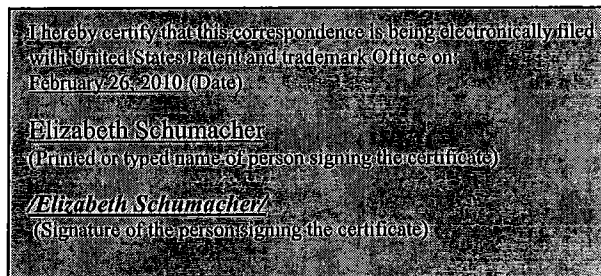 I hereby certify that this correspondence is being electronically filed
with United States Patent and trademark Office on:
February 26, 2010 (Date)
Elizabeth Schumacher
(Printed or typed name of person signing the certificate)
/Elizabeth Schumacher/
(Signature of the person signing the certificate)